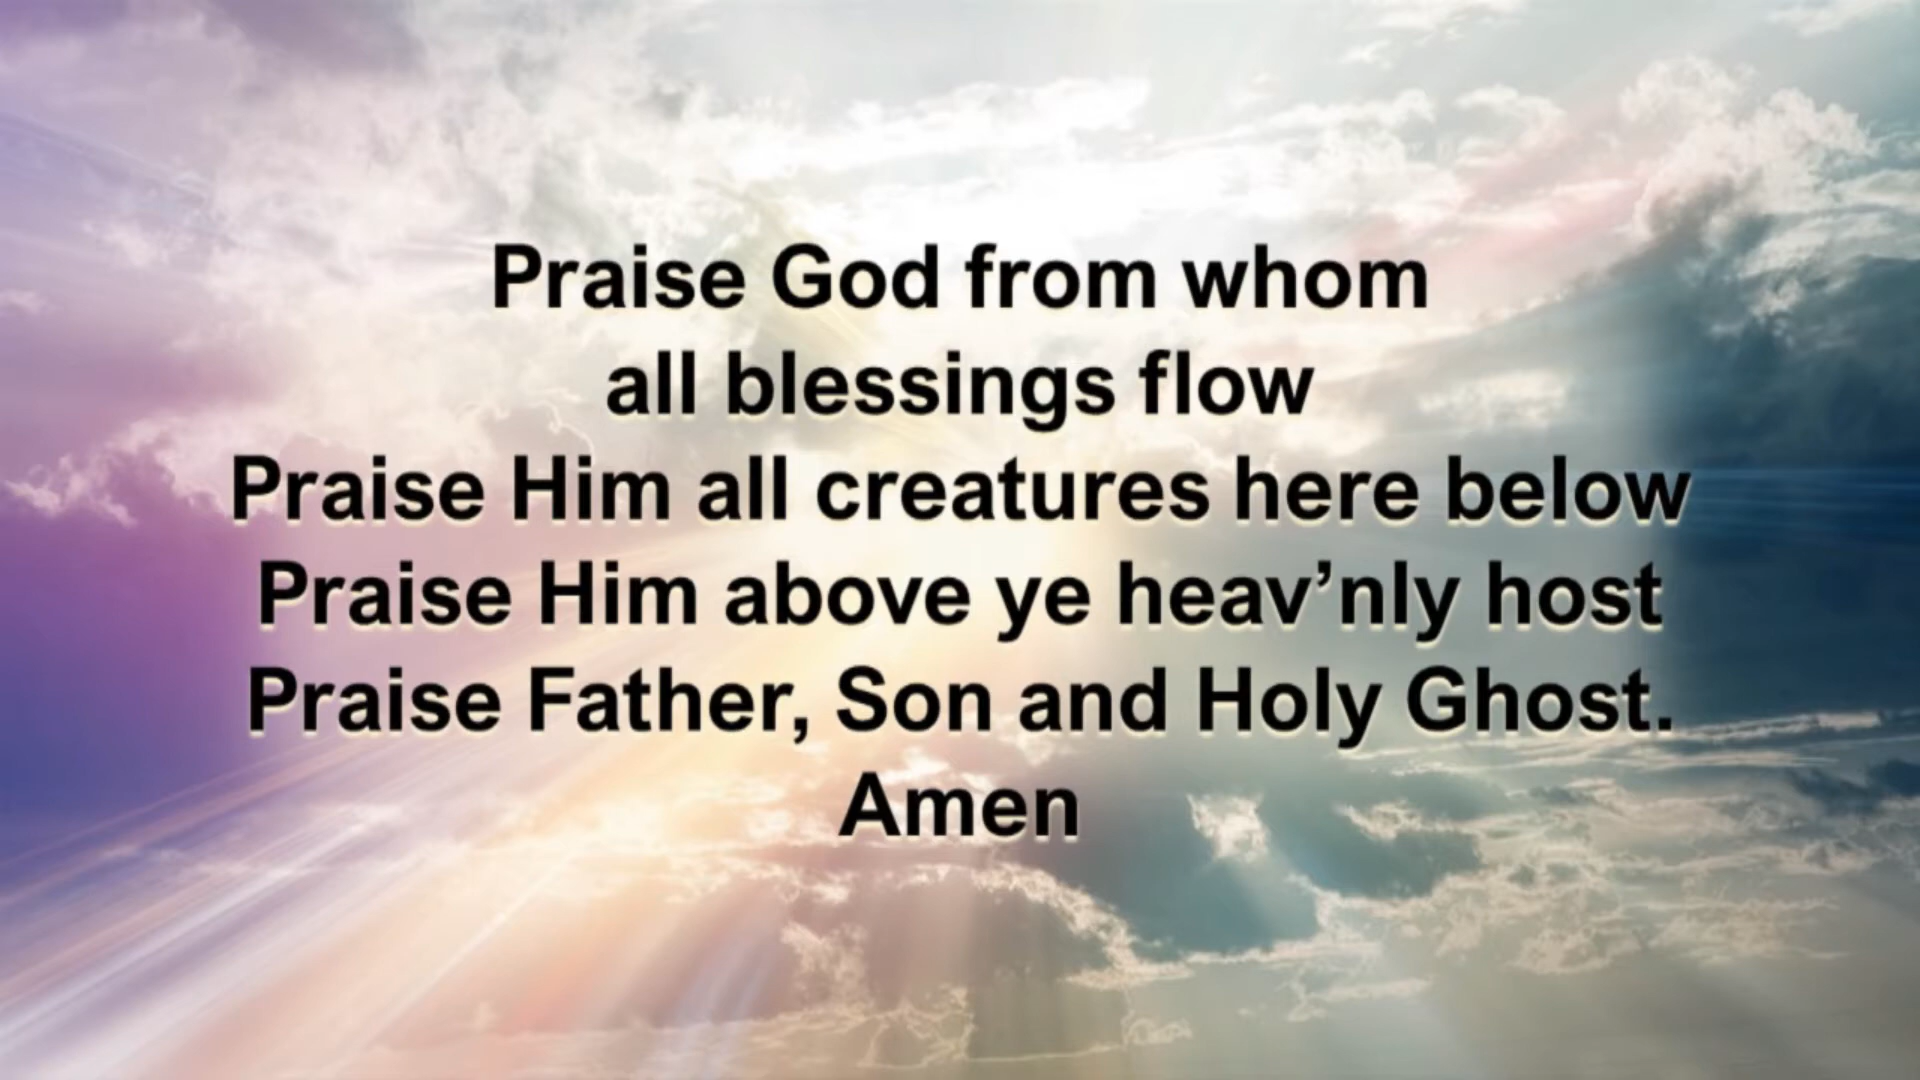 Praise God from whom
all blessings flow
Praise Him all creatures here below
Praise Him above ye heav’nly host
Praise Father, Son and Holy Ghost.
Amen